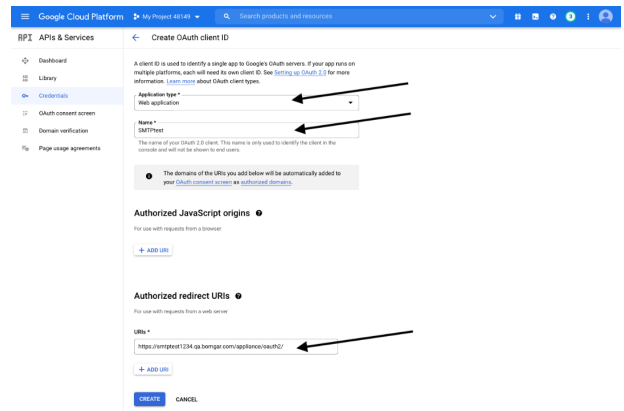 Google Cloud Platform
My Project 48149
Search products and resources
3
API APIs & Services
Create OAuth client ID
Dashboard
Library
Credentials
OAuth consent screen
Domain verification
Page usage agreements
A client ID is used to identify a single app to Google's OAuth servers. If your app runs on
multiple platforms, each will need its own client ID. See Setting up OAuth 2.0 for more
information. Learn more about OAuth client types.
Application type *
Web application
Name *
SMTPtest
The name of your OAuth 2.0 client. This name is only used to identify the client in the
console and will not be shown to end users.
The domains of the URIs you add below will be automatically added to
your OAuth consent screen as authorized domains.
Authorized JavaScript origins
For use with requests from a browser
+ ADD URI
Authorized redirect URIs
For use with requests from a web server
URIs *
https://smtptest1234.qa.bomgar.com/appliance/oauth2/
+ ADD URI
CREATE CANCEL